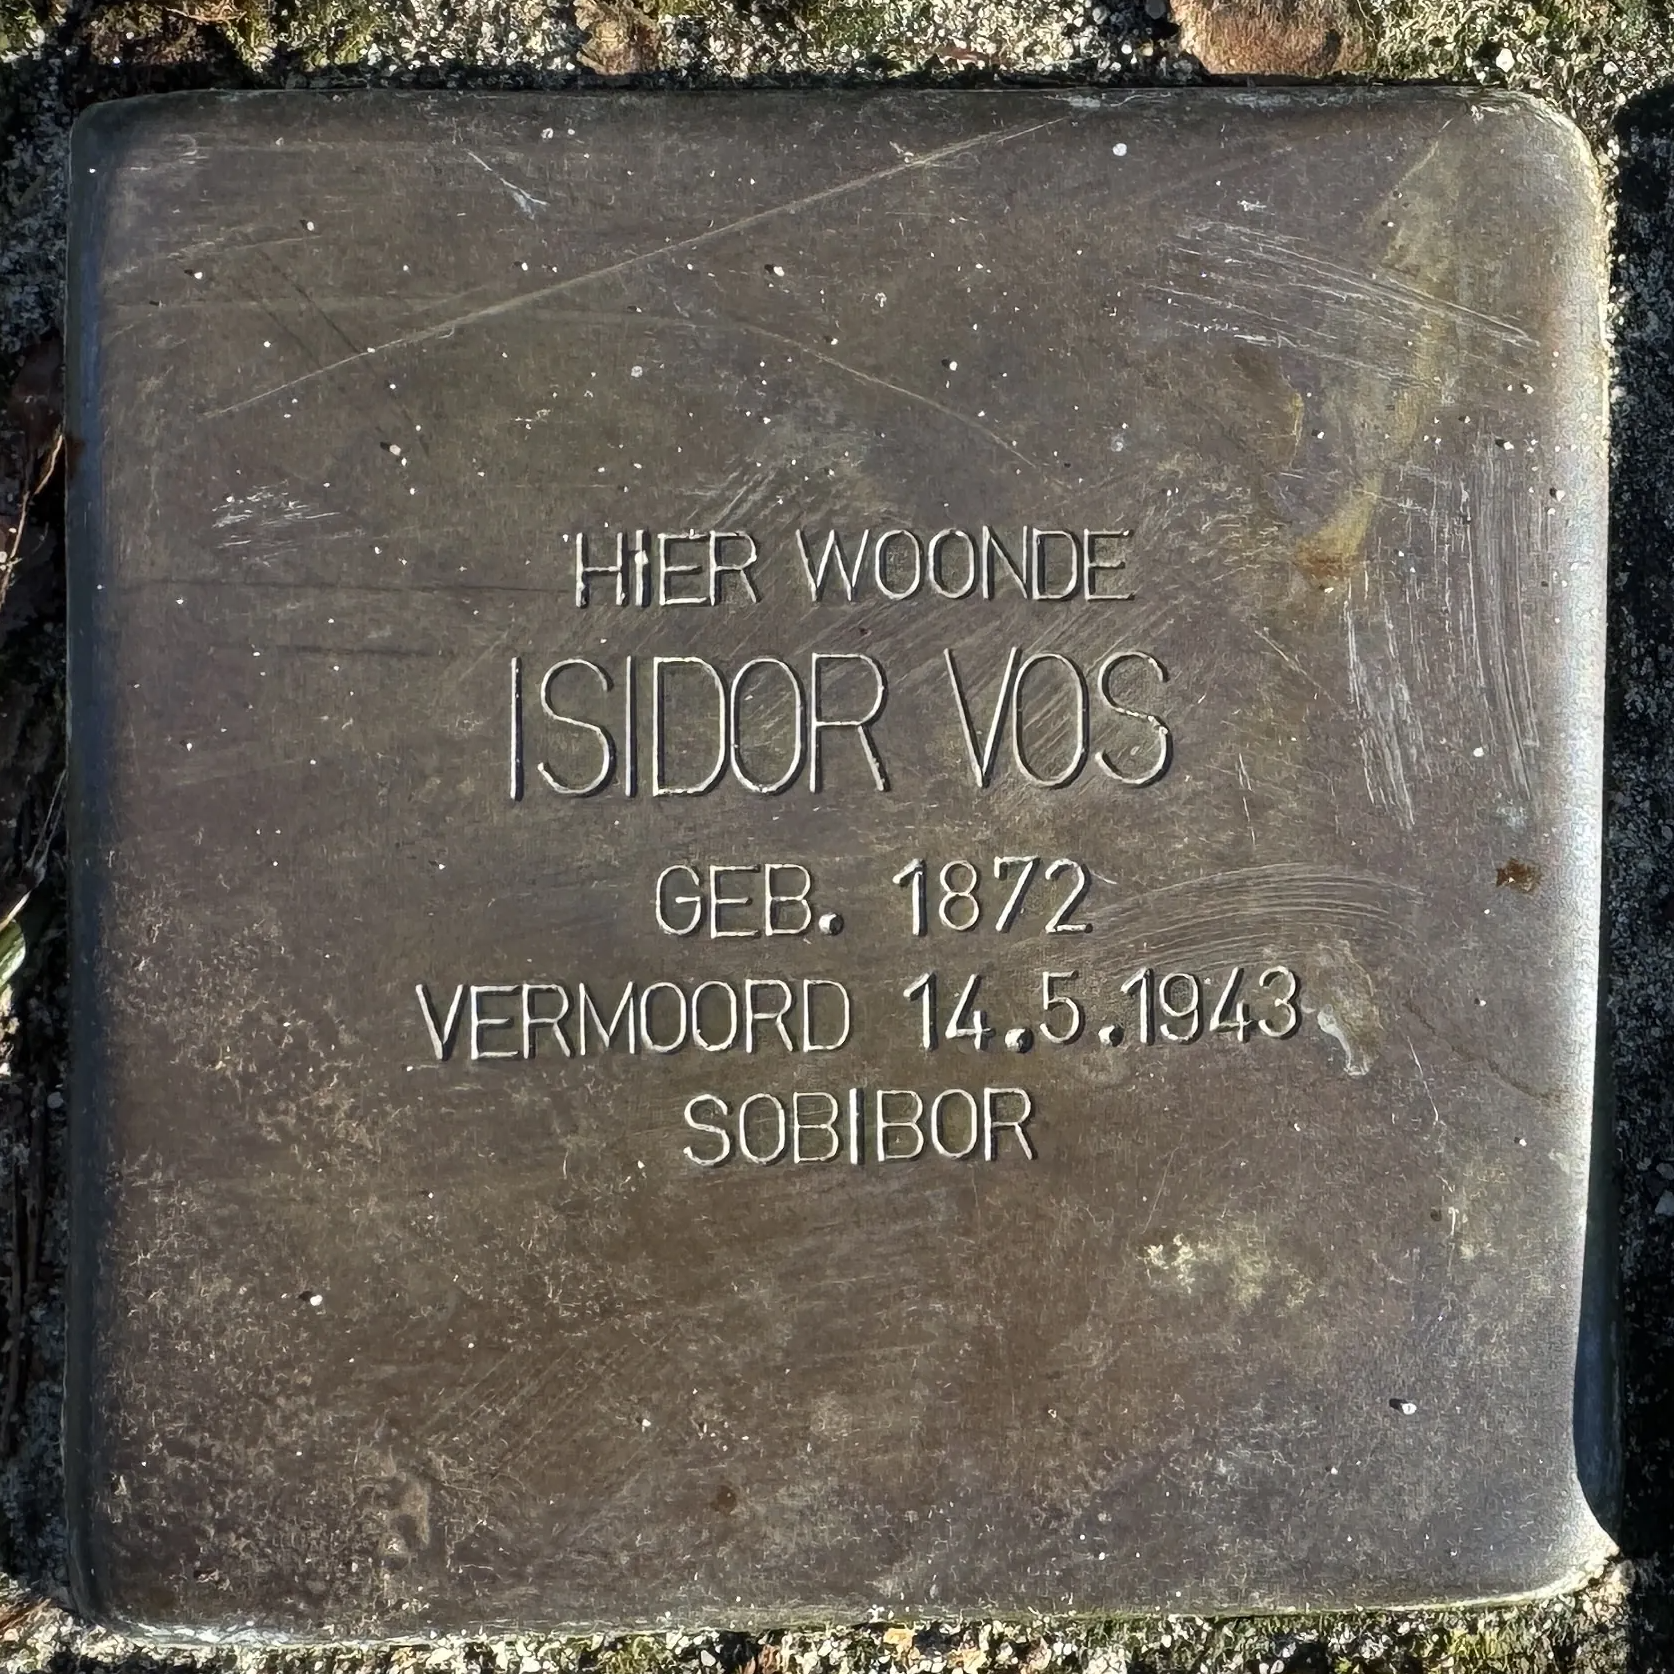 HIER WOONDE
ISIDOR VOS
GEB. 1872
VERMOORD 14.5.1943
SOBIBOR